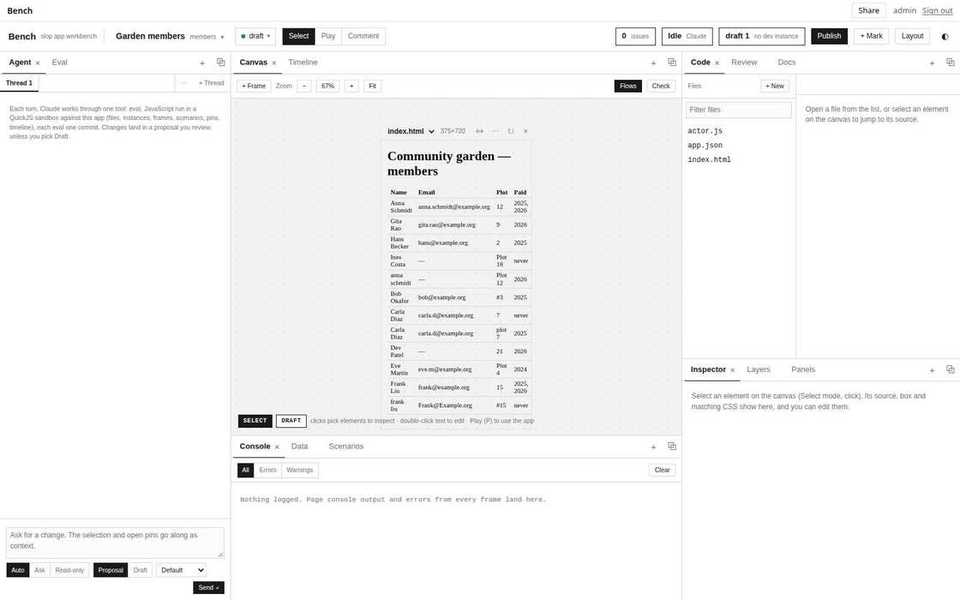 Bench
Share admin Sign out
Bench slop app workbench Garden members members draft Select Play Comment 0 issues Idle Claude draft 1 no dev instance Publish + Mark Layout
Agent × Eval +
Thread 1 + Thread
Each turn, Claude works through one tool: eval, JavaScript run in a
QuickJS sandbox against this app (files, instances, frames, scenarios, pins,
timeline), each eval one commit. Changes land in a proposal you review
unless you pick Draft.
Ask for a change. The selection and open pins go along as
context.
Auto Ask Read-only Proposal Draft Default
Send
Canvas × Timeline +
+ Frame Zoom − 67% + Fit Flows Check
index.html 375×720 ↔ ··· ×
Community garden —
members
Name Email Plot Paid
Anna
Schmidt anna.schmidt@example.org 12 2025,
2026
Gita
Rao gita.rao@example.org 9 2026
Hans
Becker hans@example.org 2 2025
Ines
Costa — Plot
18 never
anna
schmidt — Plot
12 2026
Bob
Okafor bob@example.org #3 2025
Carla
Diaz carla.d@example.org 7 never
Carla
Diaz carla.d@example.org plot
7 2025
Dev
Patel — 21 2026
Eve
Martin eve.m@example.org Plot
4 2024
Frank
Liu frank@example.org 15 2025,
2026
frank
liu Frank@Example.org #15 never
SELECT DRAFT clicks pick elements to inspect · double-click text to edit · Play (P) to use the app
Console × Data Scenarios +
All Errors Warnings Clear
Nothing logged. Page console output and errors from every frame land here.
Code × Review Docs +
Files + New
Filter files
actor.js
app.json
index.html
Open a file from the list, or select an element
on the canvas to jump to its source.
Inspector × Layers Panels +
Select an element on the canvas (Select mode, click). Its source, box and
matching CSS show here, and you can edit them.